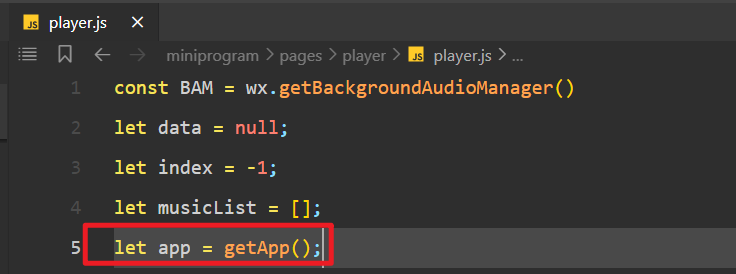 JS player.js ×
miniprogram > pages > player > JS player.js > ...
1 const BAM = wx.getBackgroundAudioManager()
2 let data = null;
3 let index = -1;
4 let musicList = [];
5 let app = getApp();